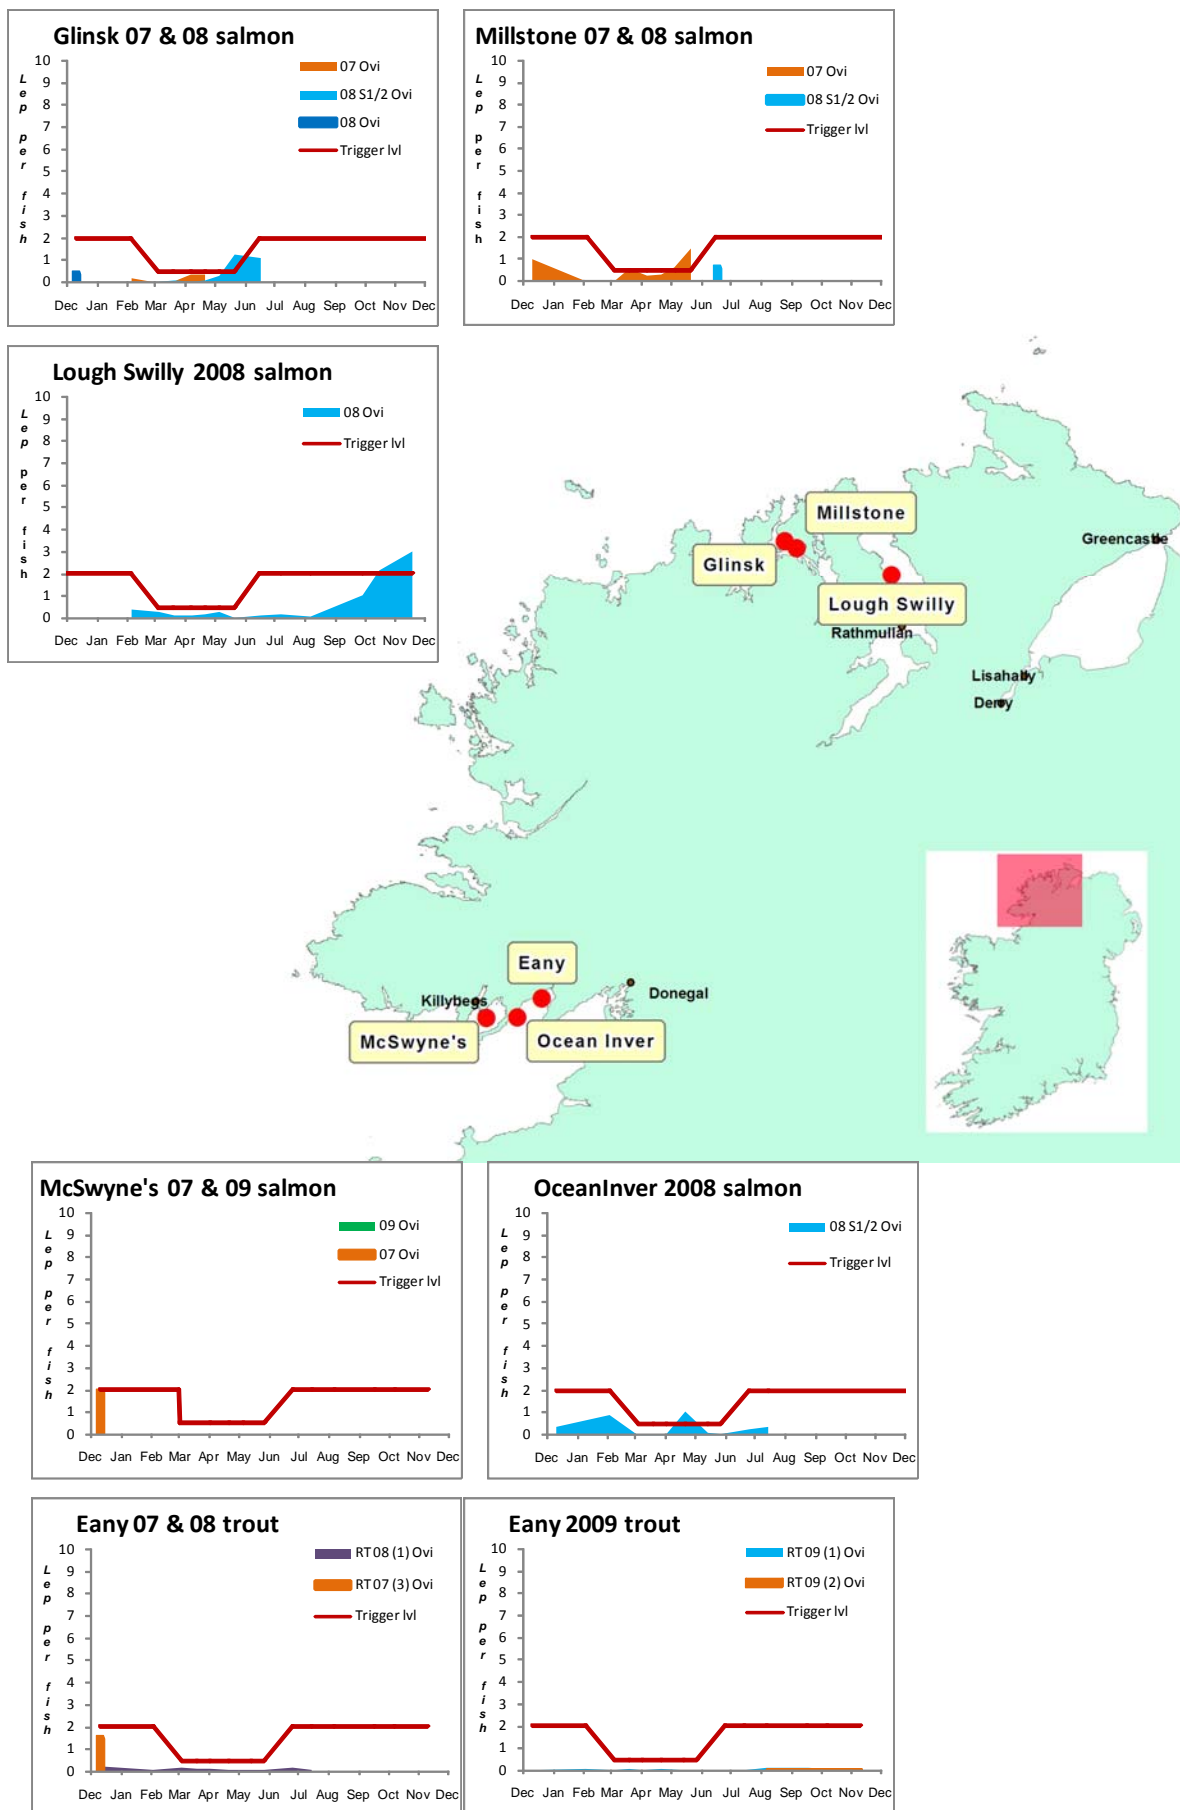 Glinsk 07 & 08 salmon
Lep per fish
10
9
8
7
6
5
4
3
2
1
0
07 Ovi
08 S1/2 Ovi
08 Ovi
Trigger lvl
Dec Jan Feb Mar Apr May Jun Jul Aug Sep Oct Nov Dec
Millstone 07 & 08 salmon
Lep per fish
10
9
8
7
6
5
4
3
2
1
0
07 Ovi
08 S1/2 Ovi
Trigger lvl
Dec Jan Feb Mar Apr May Jun Jul Aug Sep Oct Nov Dec
Lough Swilly 2008 salmon
Lep per fish
10
9
8
7
6
5
4
3
2
1
0
08 Ovi
Trigger lvl
Dec Jan Feb Mar Apr May Jun Jul Aug Sep Oct Nov Dec
Millstone
Greencastle
Glinsk
Lough Swilly
Rathmullan
Lisahally
Derry
Eany
Killybegs
Donegal
McSwyne's
Ocean Inver
McSwyne's 07 & 09 salmon
Lep per fish
10
9
8
7
6
5
4
3
2
1
0
09 Ovi
07 Ovi
Trigger lvl
Dec Jan Feb Mar Apr May Jun Jul Aug Sep Oct Nov Dec
OceanInver 2008 salmon
Lep per fish
10
9
8
7
6
5
4
3
2
1
0
08 S1/2 Ovi
Trigger lvl
Dec Jan Feb Mar Apr May Jun Jul Aug Sep Oct Nov Dec
Eany 07 & 08 trout
Lep per fish
10
9
8
7
6
5
4
3
2
1
0
RT 08 (1) Ovi
RT 07 (3) Ovi
Trigger lvl
Dec Jan Feb Mar Apr May Jun Jul Aug Sep Oct Nov Dec
Eany 2009 trout
Lep per fish
10
9
8
7
6
5
4
3
2
1
0
RT 09 (1) Ovi
RT 09 (2) Ovi
Trigger lvl
Dec Jan Feb Mar Apr May Jun Jul Aug Sep Oct Nov Dec